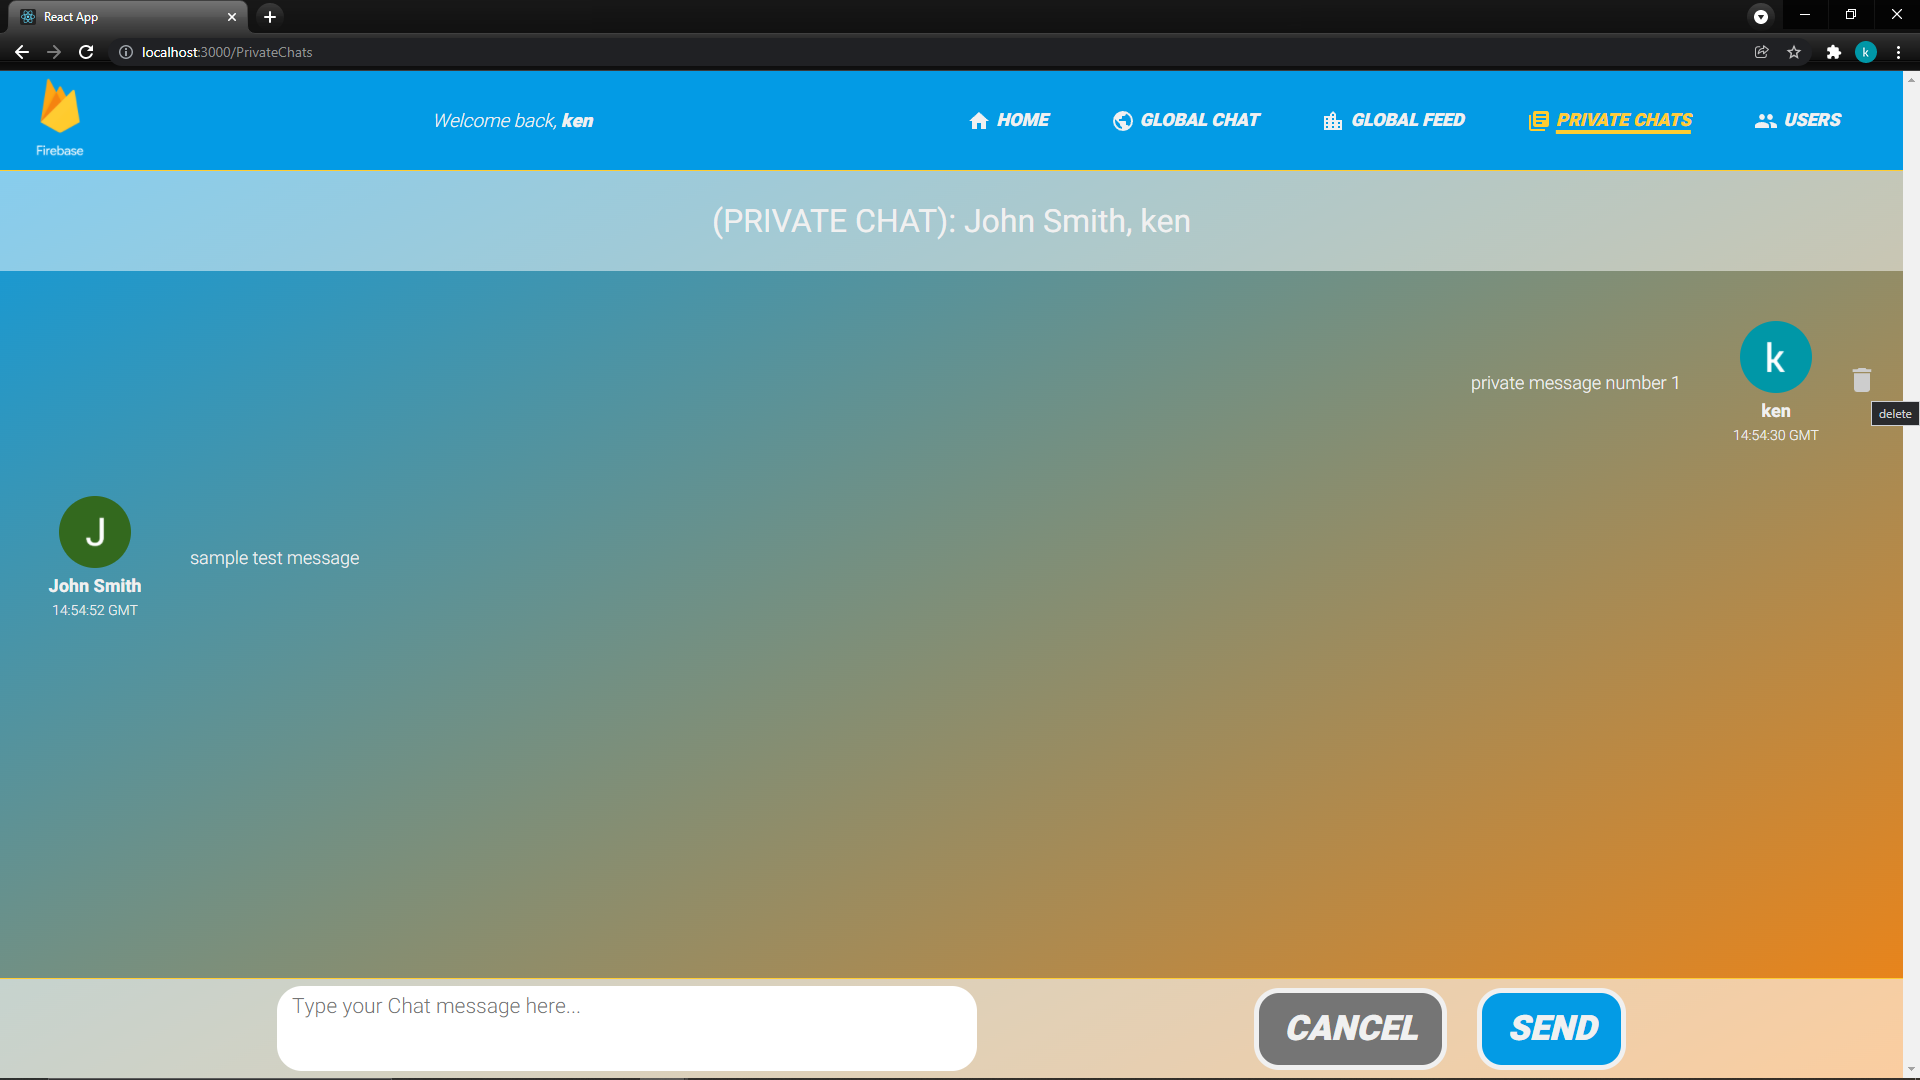 React App
localhost:3000/PrivateChats
k
Firebase
Welcome back, ken
HOME
GLOBAL CHAT
GLOBAL FEED
PRIVATE CHATS
USERS
(PRIVATE CHAT): John Smith, ken
private message number 1
k
ken
14:54:30 GMT
delete
J
John Smith
14:54:52 GMT
sample test message
Type your Chat message here...
CANCEL
SEND